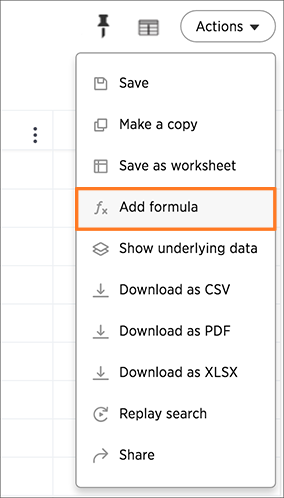 Actions
Save
Make a copy
Save as worksheet
Add formula
Show underlying data
Download as CSV
Download as PDF
Download as XLSX
Replay search
Share